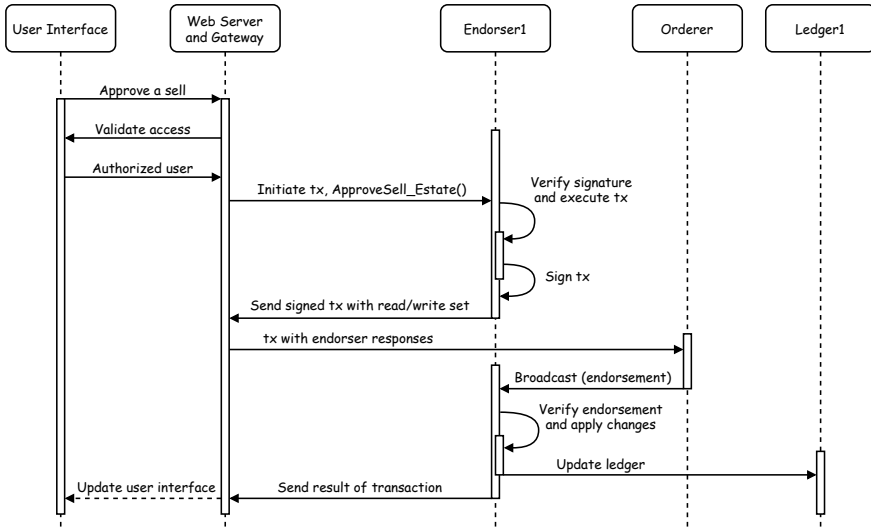 User Interface
Web Server
and Gateway
Endorser1
Orderer
Ledger1
Approve a sell
Validate access
Authorized user
Initiate tx, ApproveSell_Estate()
Verify signature
and execute tx
Sign tx
Send signed tx with read/write set
tx with endorser responses
Broadcast (endorsement)
Verify endorsement
and apply changes
Update ledger
Send result of transaction
Update user interface